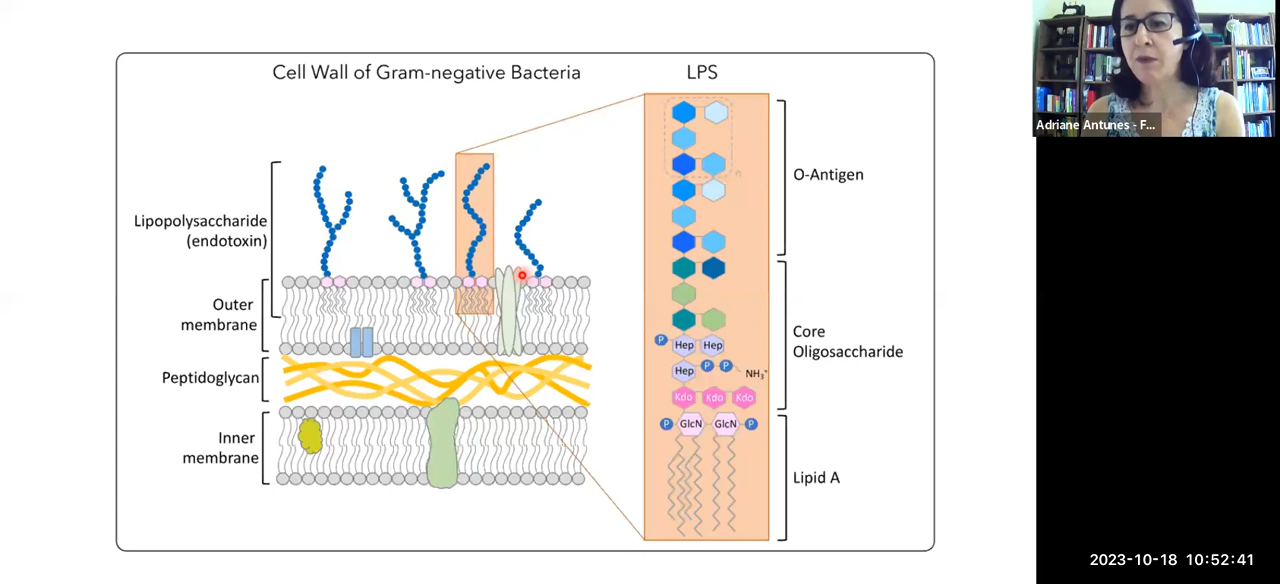 Cell Wall of Gram-negative Bacteria
LPS
Lipopolysaccharide
(endotoxin)
Outer
membrane
Peptidoglycan
Inner
membrane
O-Antigen
Core
Oligosaccharide
Lipid A
n
P
Hep
Hep
Hep
P
P
NH3+
Kdo
Kdo
Kdo
P
GlcN
GlcN
P
Adriane Antunes - F...
2023-10-18 10:52:41